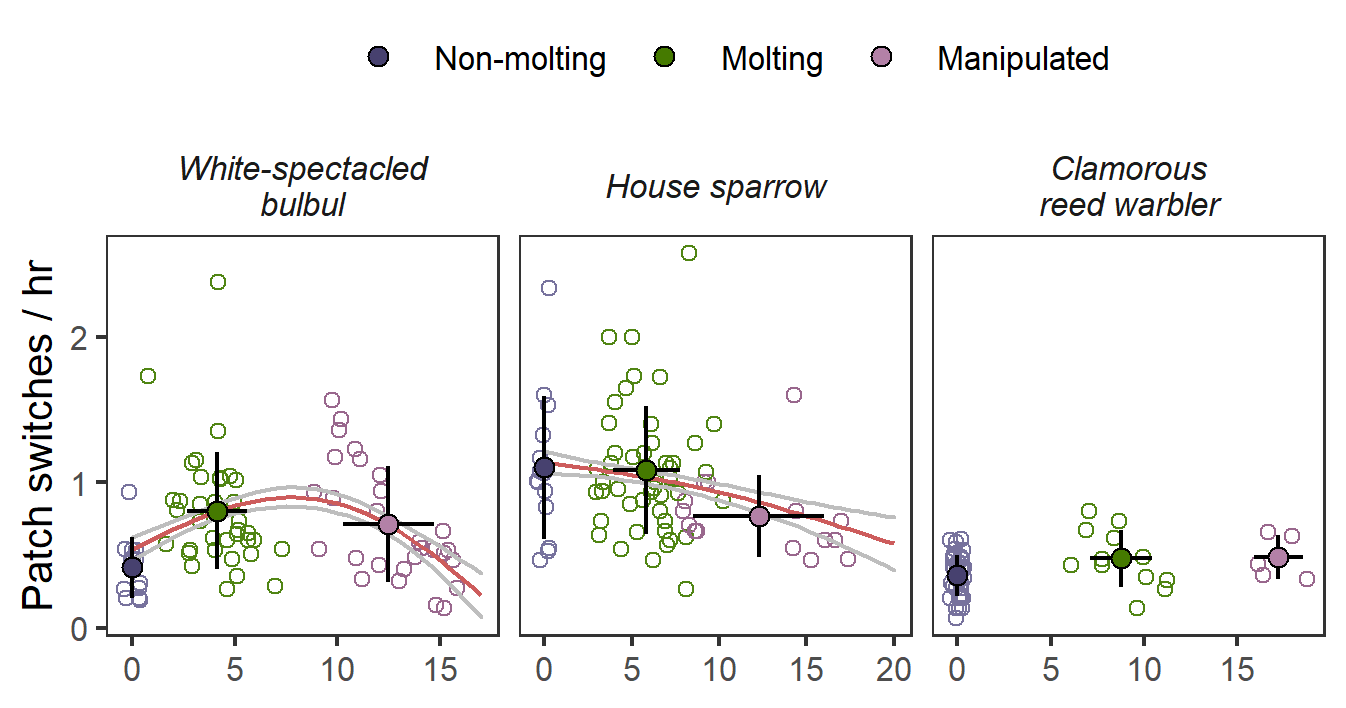 Non-molting Molting Manipulated
White-spectacled
bulbul
House sparrow
Clamorous
reed warbler
Patch switches / hr
2
1
0
0 5 10 15
0 5 10 15 20
0 5 10 15